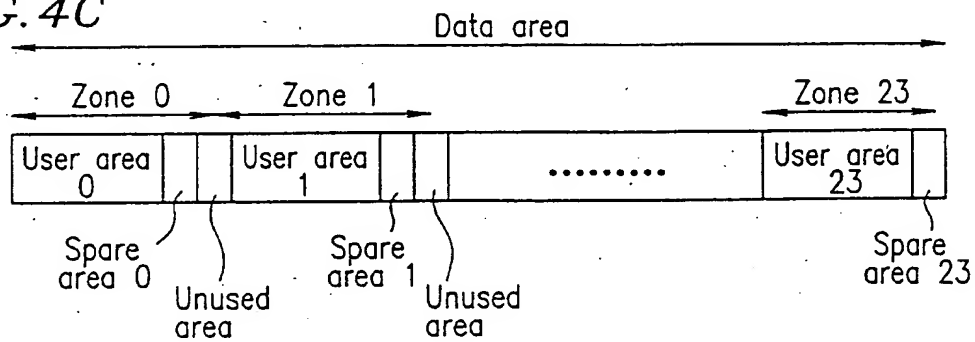 G. 4C
Data area
Zone 0
Zone 1
Zone 23
User area
0
User area
1
.........
User area
23
Spare
area 0
Unused
area
Spare
area 1
Unused
area
Spare
area 23